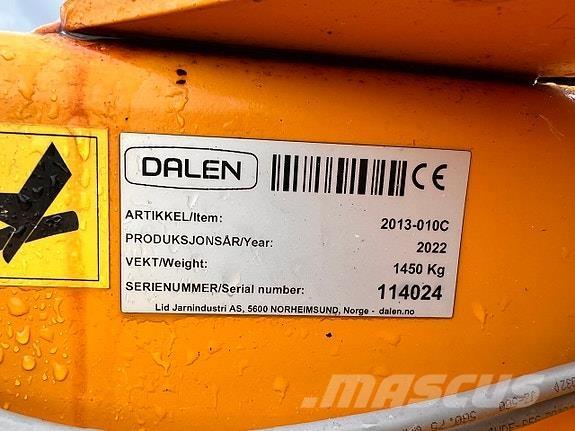 DALEN
CE
ARTIKKEL/Item: 2013-010C
PRODUKSJONSÅR/Year: 2022
VEKT/Weight: 1450 Kg
SERIENUMMER/Serial number: 114024
Lid Jarnindustri AS, 5600 NORHEIMSUND, Norge - dalen.no
MASCUS